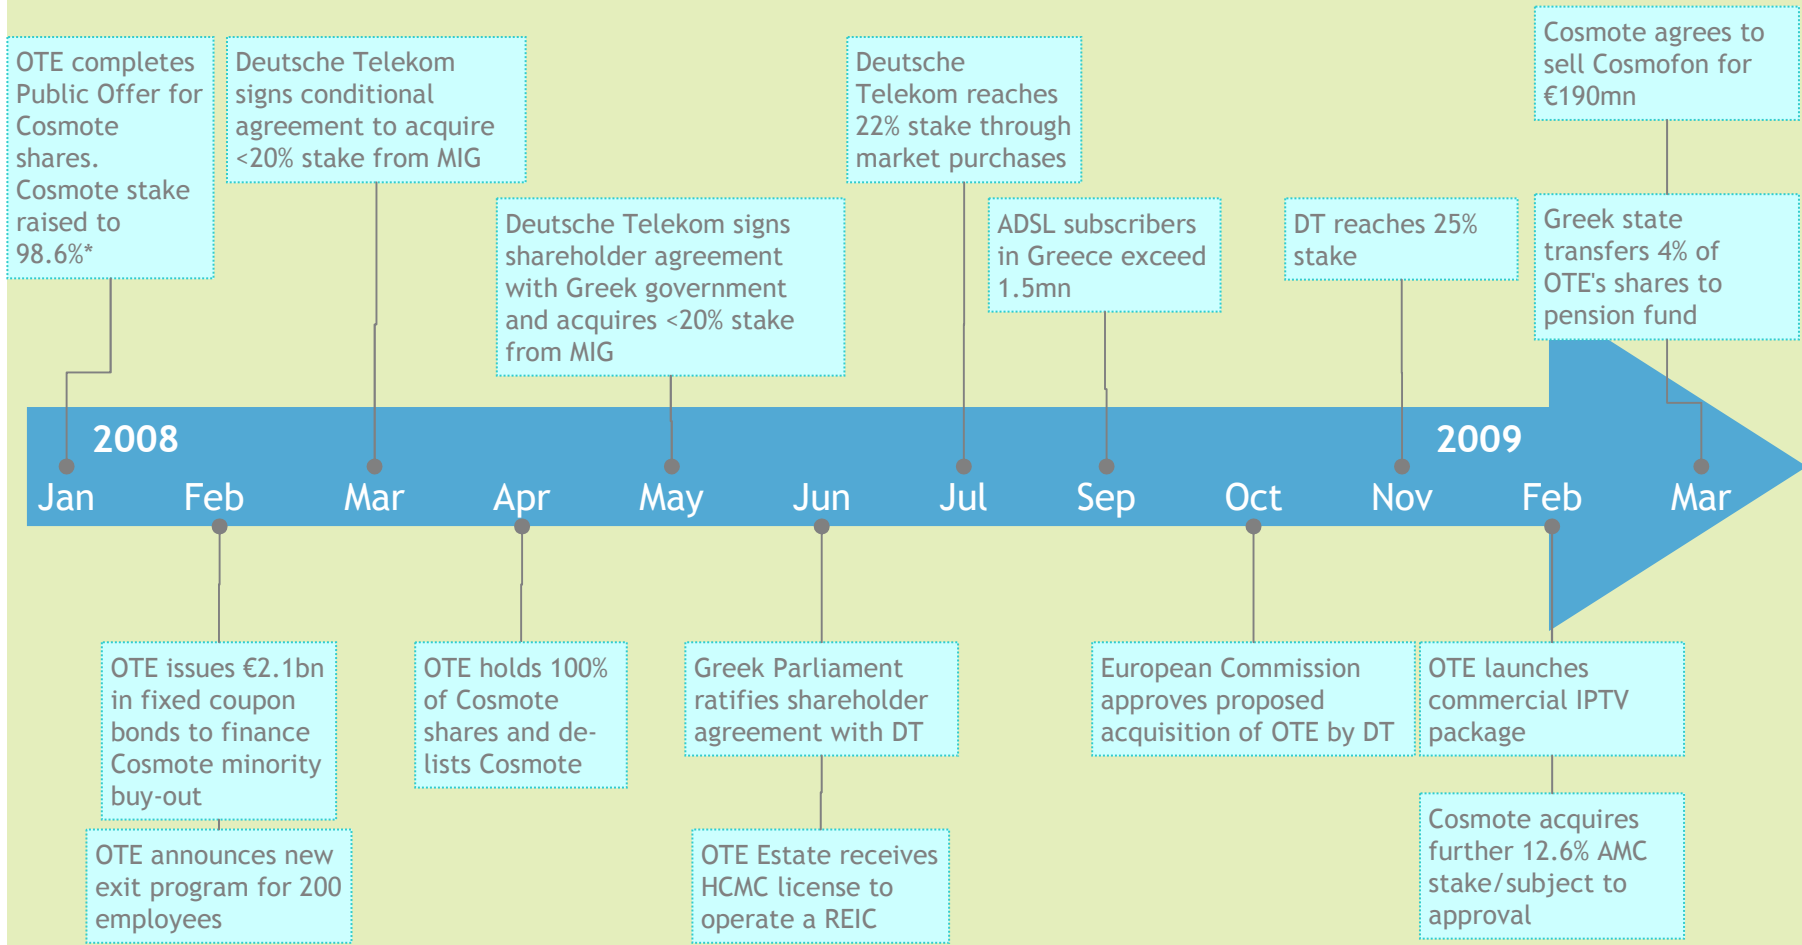 OTE completes
Public Offer for
Cosmote
shares.
Cosmote stake
raised to
98.6%*
Deutsche Telekom
signs conditional
agreement to acquire
<20% stake from MIG
Deutsche Telekom signs
shareholder agreement
with Greek government
and acquires <20% stake
from MIG
Deutsche
Telekom reaches
22% stake through
market purchases
ADSL subscribers
in Greece exceed
1.5mn
DT reaches 25%
stake
Cosmote agrees to
sell Cosmofon for
€190mn
Greek state
transfers 4% of
OTE's shares to
pension fund
2008
2009
Jan Feb Mar Apr May Jun Jul Sep Oct Nov Feb Mar
OTE issues €2.1bn
in fixed coupon
bonds to finance
Cosmote minority
buy-out
OTE announces new
exit program for 200
employees
OTE holds 100%
of Cosmote
shares and de-
lists Cosmote
Greek Parliament
ratifies shareholder
agreement with DT
OTE Estate receives
HCMC license to
operate a REIC
European Commission
approves proposed
acquisition of OTE by DT
OTE launches
commercial IPTV
package
Cosmote acquires
further 12.6% AMC
stake/subject to
approval